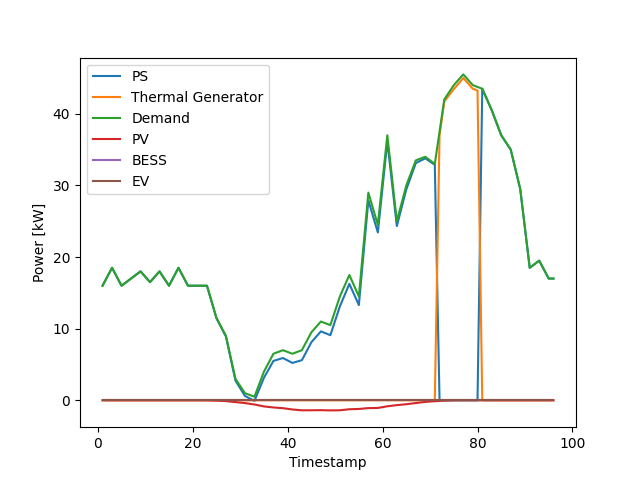 PS
Thermal Generator
Demand
PV
BESS
EV
Power [kW]
40
30
20
10
0
0 20 40 60 80 100
Timestamp